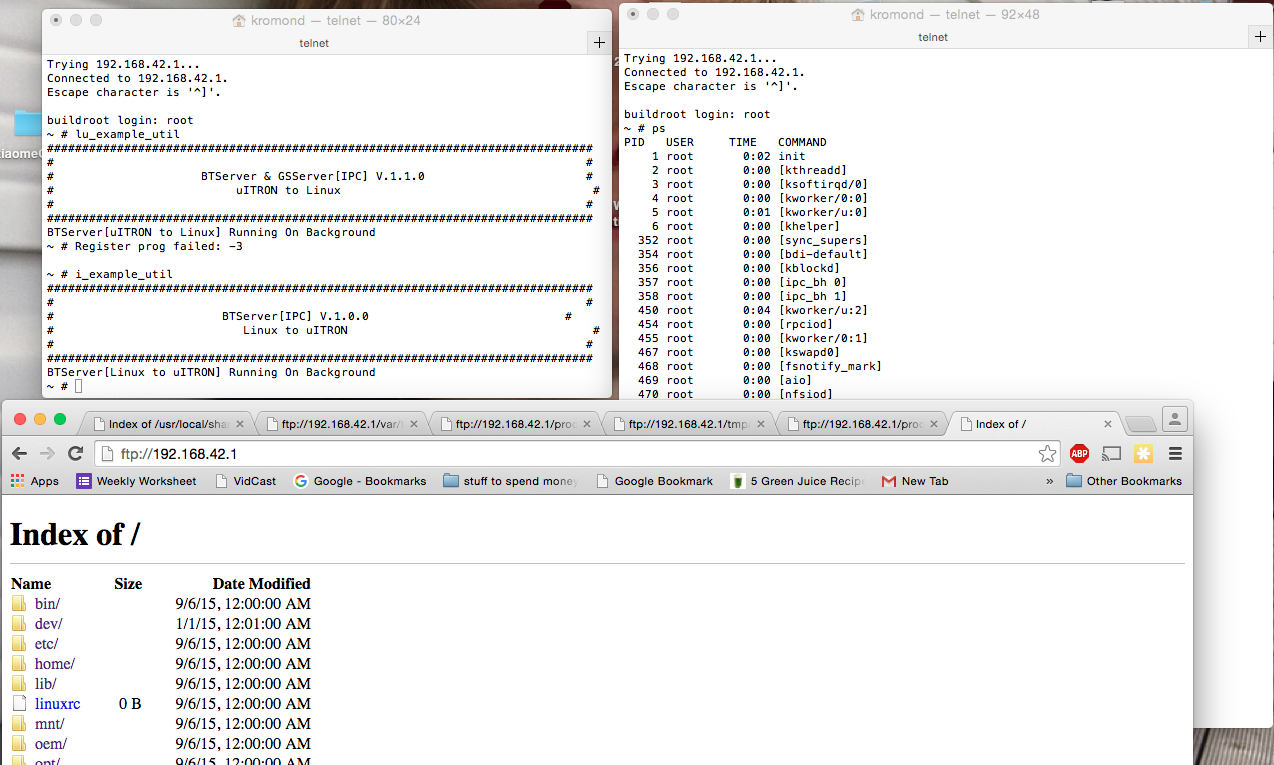 kromond — telnet — 80×24
telnet
Trying 192.168.42.1...
Connected to 192.168.42.1.
Escape character is '^]'.
buildroot login: root
~ # lu_example_util
##############################################################################
#                                                                            #
#                     BTServer & GSServer[IPC] V.1.1.0                       #
#                          uITRON to Linux                                    #
#                                                                            #
##############################################################################
BTServer[uITRON to Linux] Running On Background
~ # Register prog failed: -3
~ # i_example_util
##############################################################################
#                                                                            #
#                        BTServer[IPC] V.1.0.0                            #
#                           Linux to uITRON                                   #
#                                                                            #
##############################################################################
BTServer[Linux to uITRON] Running On Background
~ #
kromond — telnet — 92×48
telnet
Trying 192.168.42.1...
Connected to 192.168.42.1.
Escape character is '^]'.
buildroot login: root
~ # ps
PID   USER     TIME   COMMAND
1 root       0:02 init
2 root       0:00 [kthreadd]
3 root       0:00 [ksoftirqd/0]
4 root       0:00 [kworker/0:0]
5 root       0:01 [kworker/u:0]
6 root       0:00 [khelper]
352 root       0:00 [sync_supers]
354 root       0:00 [bdi-default]
356 root       0:00 [kblockd]
357 root       0:00 [ipc_bh 0]
358 root       0:00 [ipc_bh 1]
450 root       0:04 [kworker/u:2]
454 root       0:00 [rpciod]
455 root       0:00 [kworker/0:1]
467 root       0:00 [kswapd0]
468 root       0:00 [fsnotify_mark]
469 root       0:00 [aio]
470 root       0:00 [nfsiod]
Index of /usr/local/sha ftp://192.168.42.1/var/ ftp://192.168.42.1/proc ftp://192.168.42.1/tmp ftp://192.168.42.1/proc Index of /
ftp://192.168.42.1
ABP
Apps Weekly Worksheet VidCast Google - Bookmarks stuff to spend money Google Bookmark 5 Green Juice Recip New Tab » Other Bookmarks
Index of /
Name Size Date Modified
bin/ 9/6/15, 12:00:00 AM
dev/ 1/1/15, 12:01:00 AM
etc/ 9/6/15, 12:00:00 AM
home/ 9/6/15, 12:00:00 AM
lib/ 9/6/15, 12:00:00 AM
linuxrc 0 B 9/6/15, 12:00:00 AM
mnt/ 9/6/15, 12:00:00 AM
oem/ 9/6/15, 12:00:00 AM
opt/ 9/6/15, 12:00:00 AM